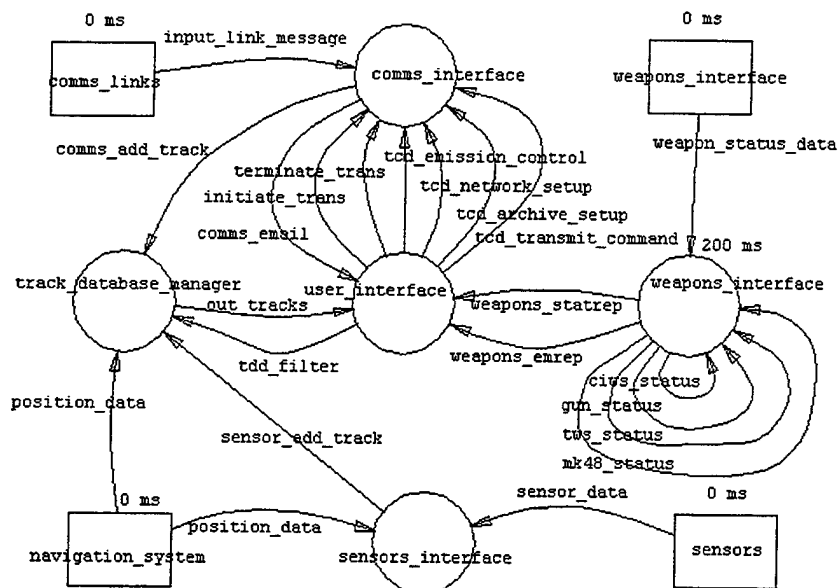 0 ms
0 ms
input_link_message
comms_links
comms_interface
weapons_interface
comms_add_track
weapon_status_data
terminate_trans
tcd_emission_control
initiate_trans
tcd_network_setup
comms_email
tcd_archive_setup
tcd_transmit_command
200 ms
track_database_manager
user_interface
weapons_interface
out_tracks
weapons_statrep
tdd_filter
weapons_emrep
ciws_status
position_data
gun_status
sensor_add_track
tws_status
mk48_status
0 ms
sensor_data
0 ms
position_data
navigation_system
sensors_interface
sensors